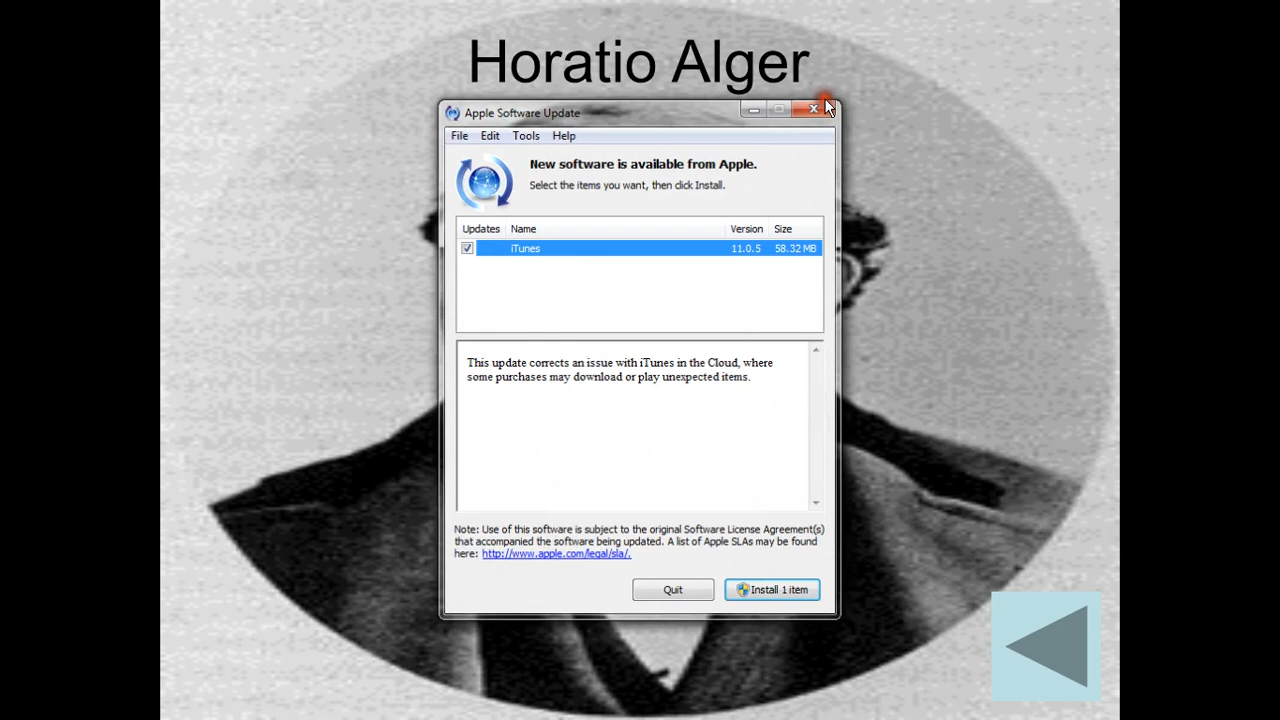 Horatio Alger
Apple Software Update
File Edit Tools Help
New software is available from Apple.
Select the items you want, then click Install.
Updates Name Version Size
iTunes 11.0.5 58.32 MB
This update corrects an issue with iTunes in the Cloud, where
some purchases may download or play unexpected items.
Note: Use of this software is subject to the original Software License Agreement(s)
that accompanied the software being updated. A list of Apple SLAs may be found
here: http://www.apple.com/legal/sla/.
Quit Install 1 item